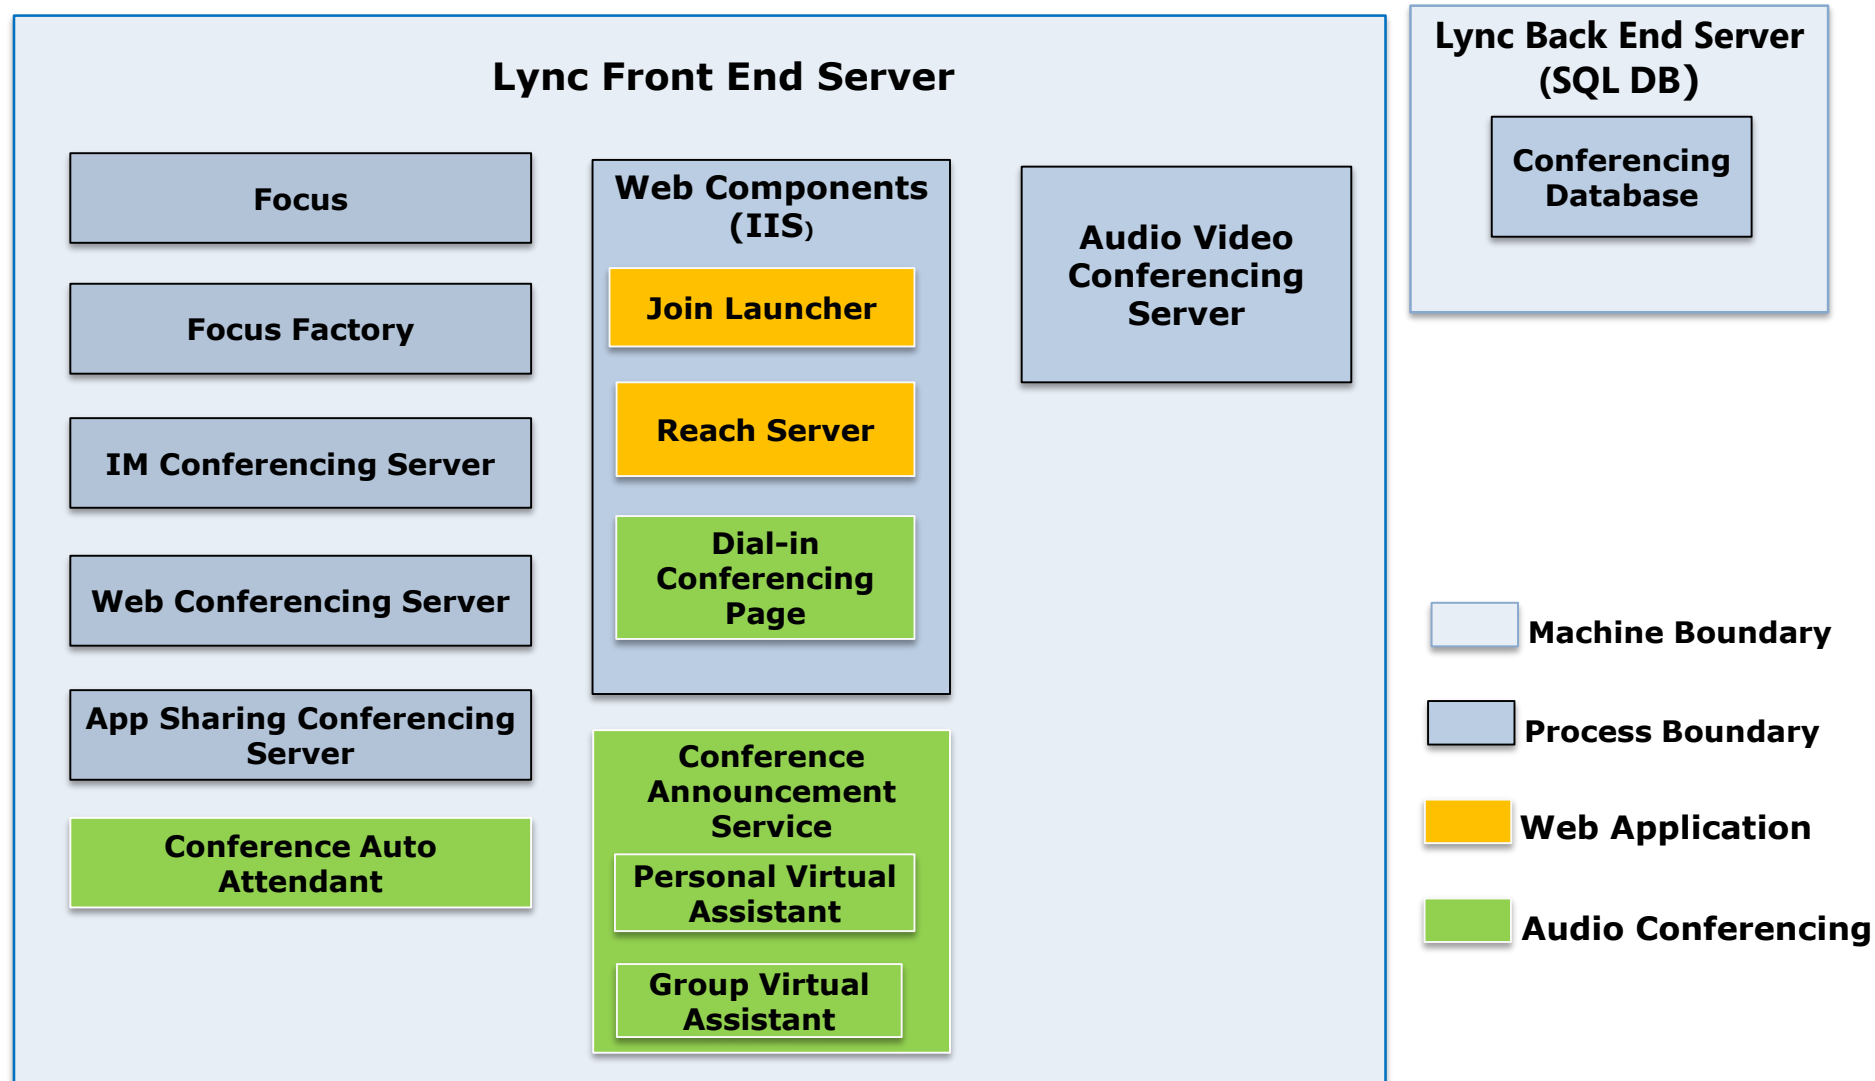 Lync Front End Server
Focus
Focus Factory
IM Conferencing Server
Web Conferencing Server
App Sharing Conferencing
Server
Conference Auto
Attendant
Web Components
(IIS)
Join Launcher
Reach Server
Dial-in
Conferencing
Page
Conference
Announcement
Service
Personal Virtual
Assistant
Group Virtual
Assistant
Audio Video
Conferencing
Server
Lync Back End Server
(SQL DB)
Conferencing
Database
Machine Boundary
Process Boundary
Web Application
Audio Conferencing